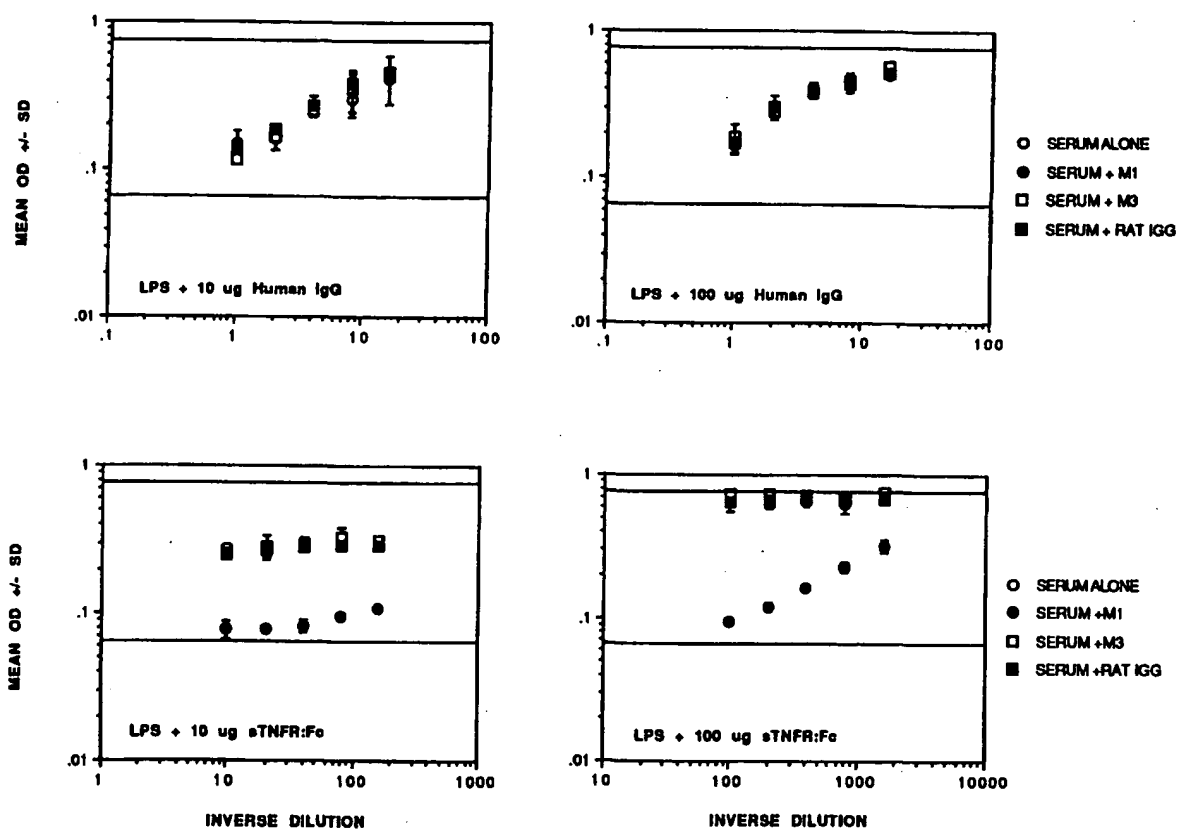 MEAN OD +/- SD
1
.1
.01
LPS + 10 ug Human IgG
.1 1 10 100
1
.1
.01
LPS + 100 ug Human IgG
.1 1 10 100
SERUM ALONE
SERUM + M1
SERUM + M3
SERUM + RAT IGG
MEAN OD +/- SD
1
.1
.01
LPS + 10 ug sTNFR:Fc
1 10 100 1000
INVERSE DILUTION
1
.1
.01
LPS + 100 ug sTNFR:Fc
10 100 1000 10000
INVERSE DILUTION
SERUM ALONE
SERUM +M1
SERUM +M3
SERUM +RAT IGG